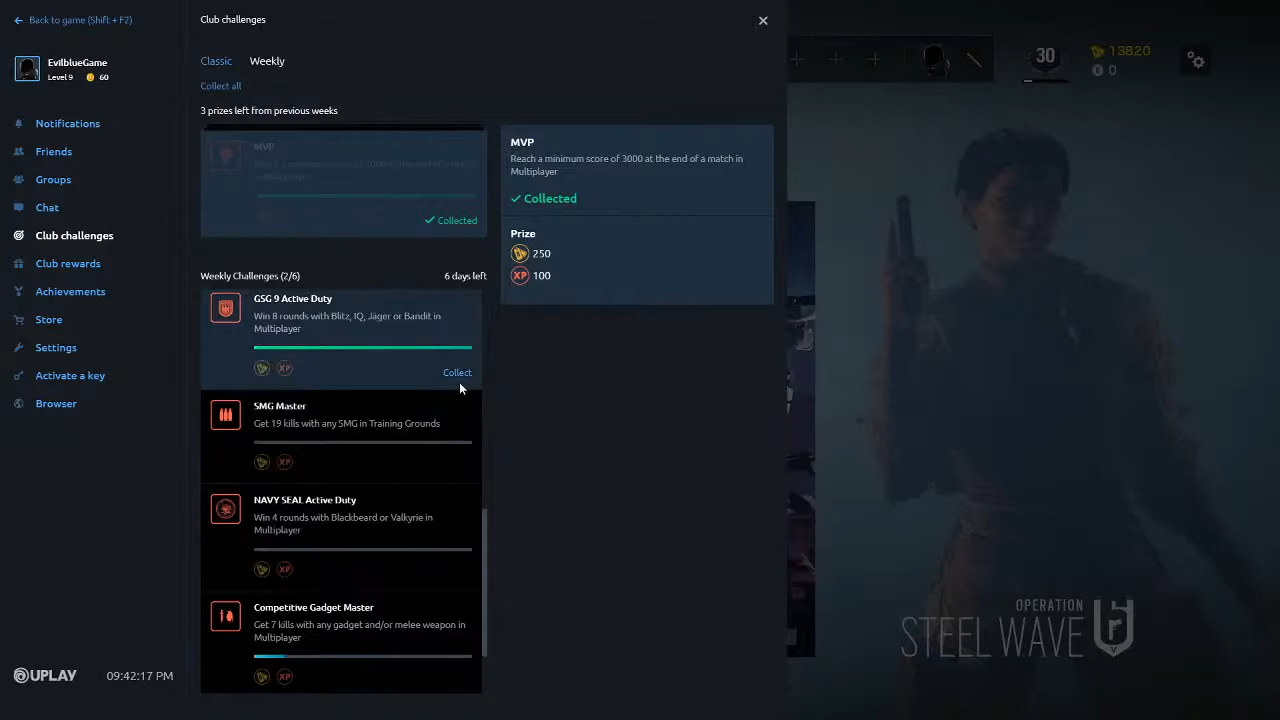 Back to game (Shift + F2)
EvilblueGame
Level 9 60
Notifications
Friends
Groups
Chat
Club challenges
Club rewards
Achievements
Store
Settings
Activate a key
Browser
UPLAY 09:42:17 PM
Club challenges
Classic Weekly
Collect all
3 prizes left from previous weeks
MVP
Collected
Weekly Challenges (2/6) 6 days left
GSG 9 Active Duty
Win 8 rounds with Blitz, IQ, Jäger or Bandit in
Multiplayer
XP
Collect
SMG Master
Get 19 kills with any SMG in Training Grounds
XP
NAVY SEAL Active Duty
Win 4 rounds with Blackbeard or Valkyrie in
Multiplayer
XP
Competitive Gadget Master
Get 7 kills with any gadget and/or melee weapon in
Multiplayer
XP
MVP
Reach a minimum score of 3000 at the end of a match in
Multiplayer
Collected
Prize
250
XP 100
30
13820
0
OPERATION
STEEL WAVE